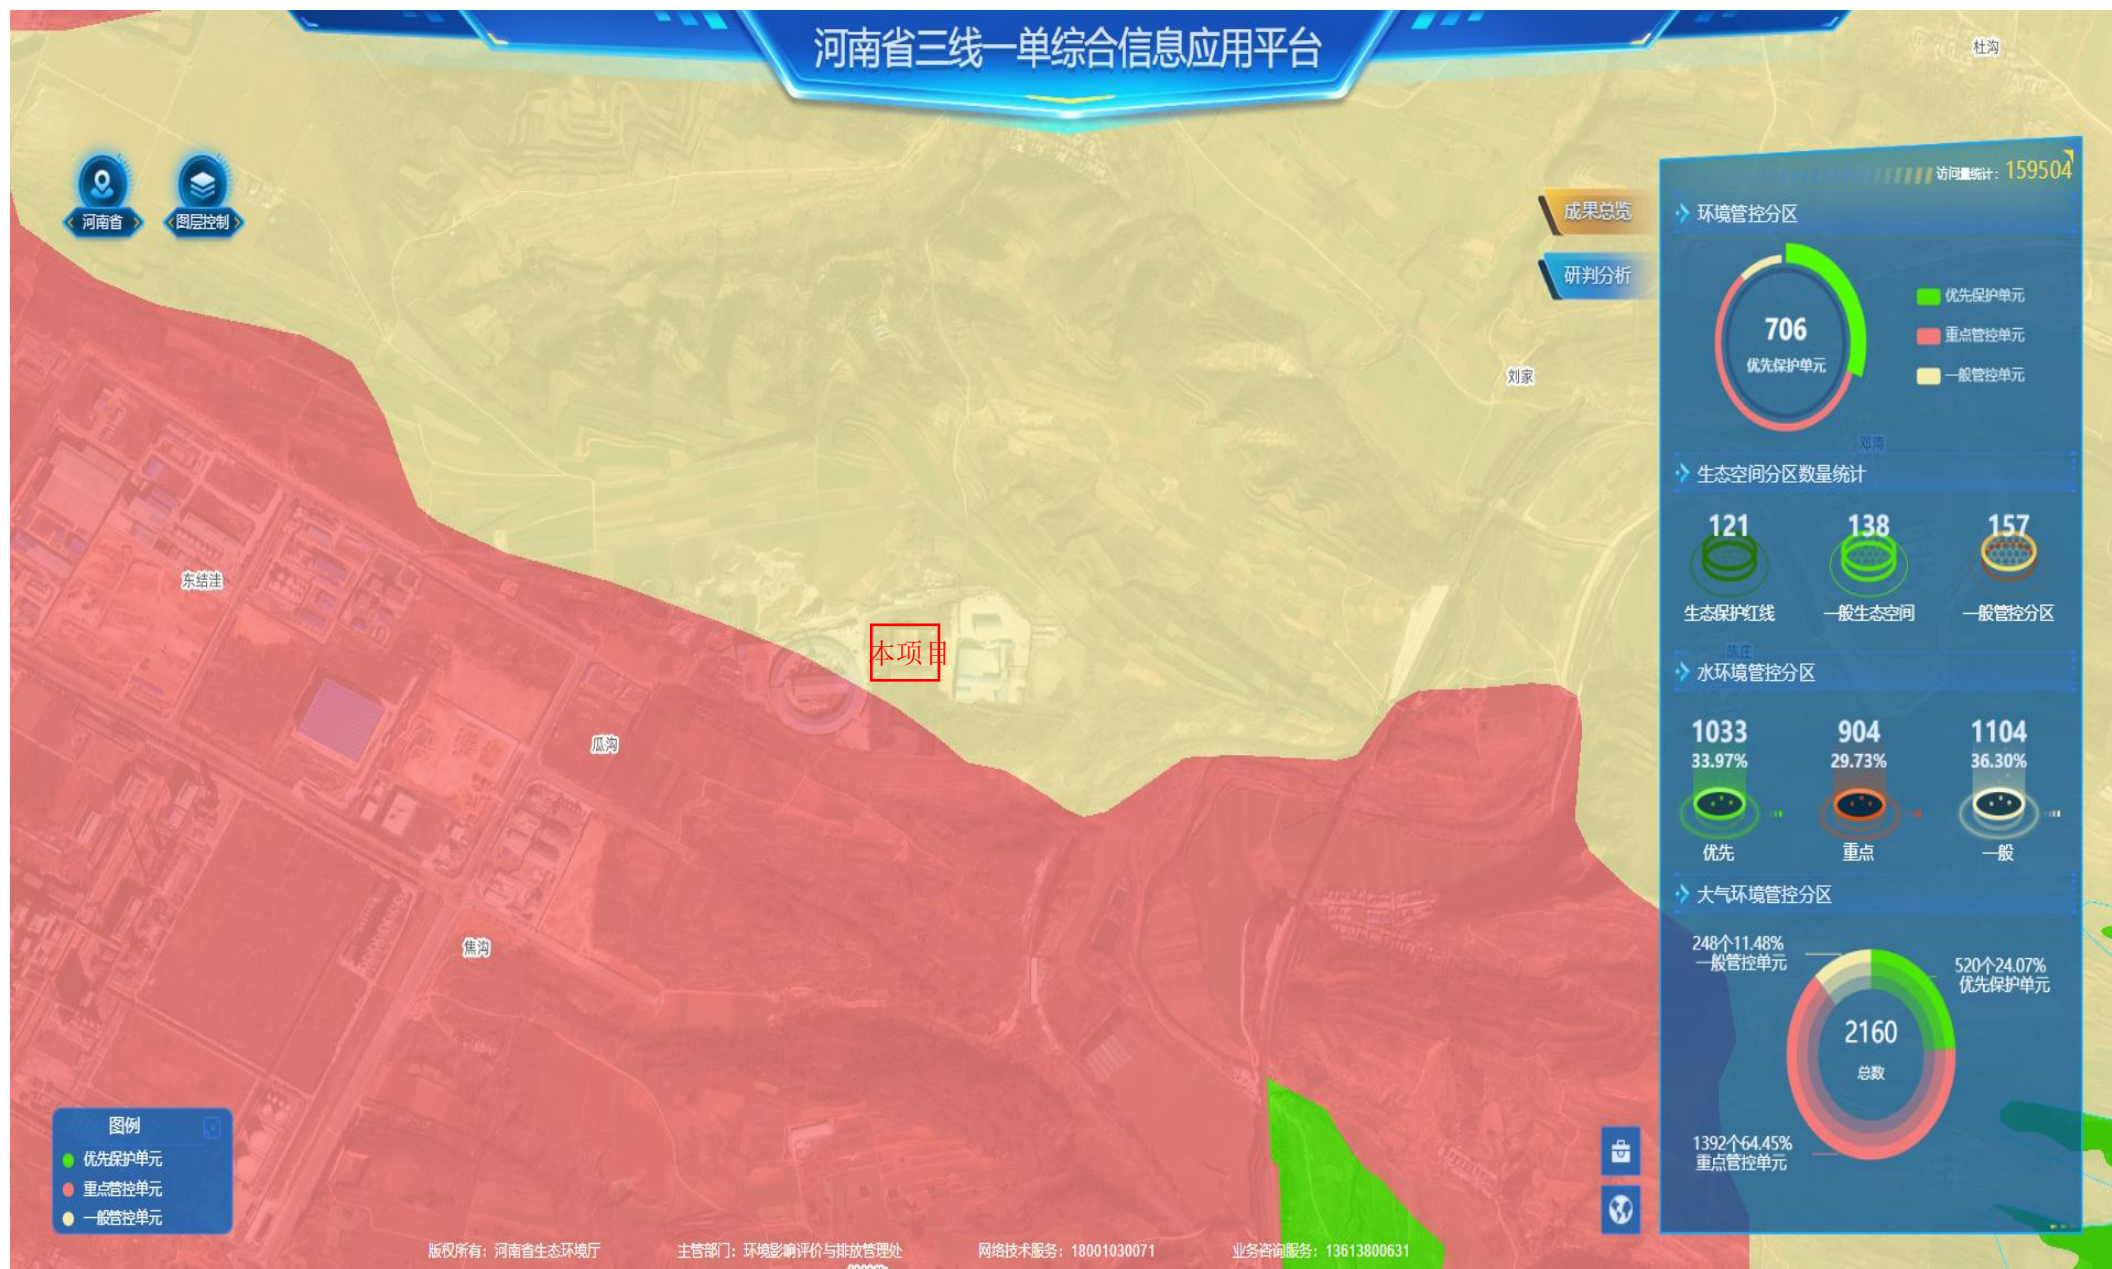 河南省三线一单综合信息应用平台
杜沟
河南省
图层控制
访问量统计：159504
成果总览
研判分析
环境管控分区
706
优先保护单元
优先保护单元
重点管控单元
一般管控单元
刘家
邓湾
生态空间分区数量统计
121
138
157
生态保护红线
一般生态空间
一般管控分区
东结洼
本项目
陈庄
水环境管控分区
1033
904
1104
33.97%
29.73%
36.30%
优先
重点
一般
瓜沟
大气环境管控分区
焦沟
248个11.48%
一般管控单元
520个24.07%
优先保护单元
2160
总数
1392个64.45%
重点管控单元
图例
优先保护单元
重点管控单元
一般管控单元
版权所有：河南省生态环境厅
主管部门：环境影响评价与排放管理处
网络技术服务：18001030071
业务咨询服务：13613800631